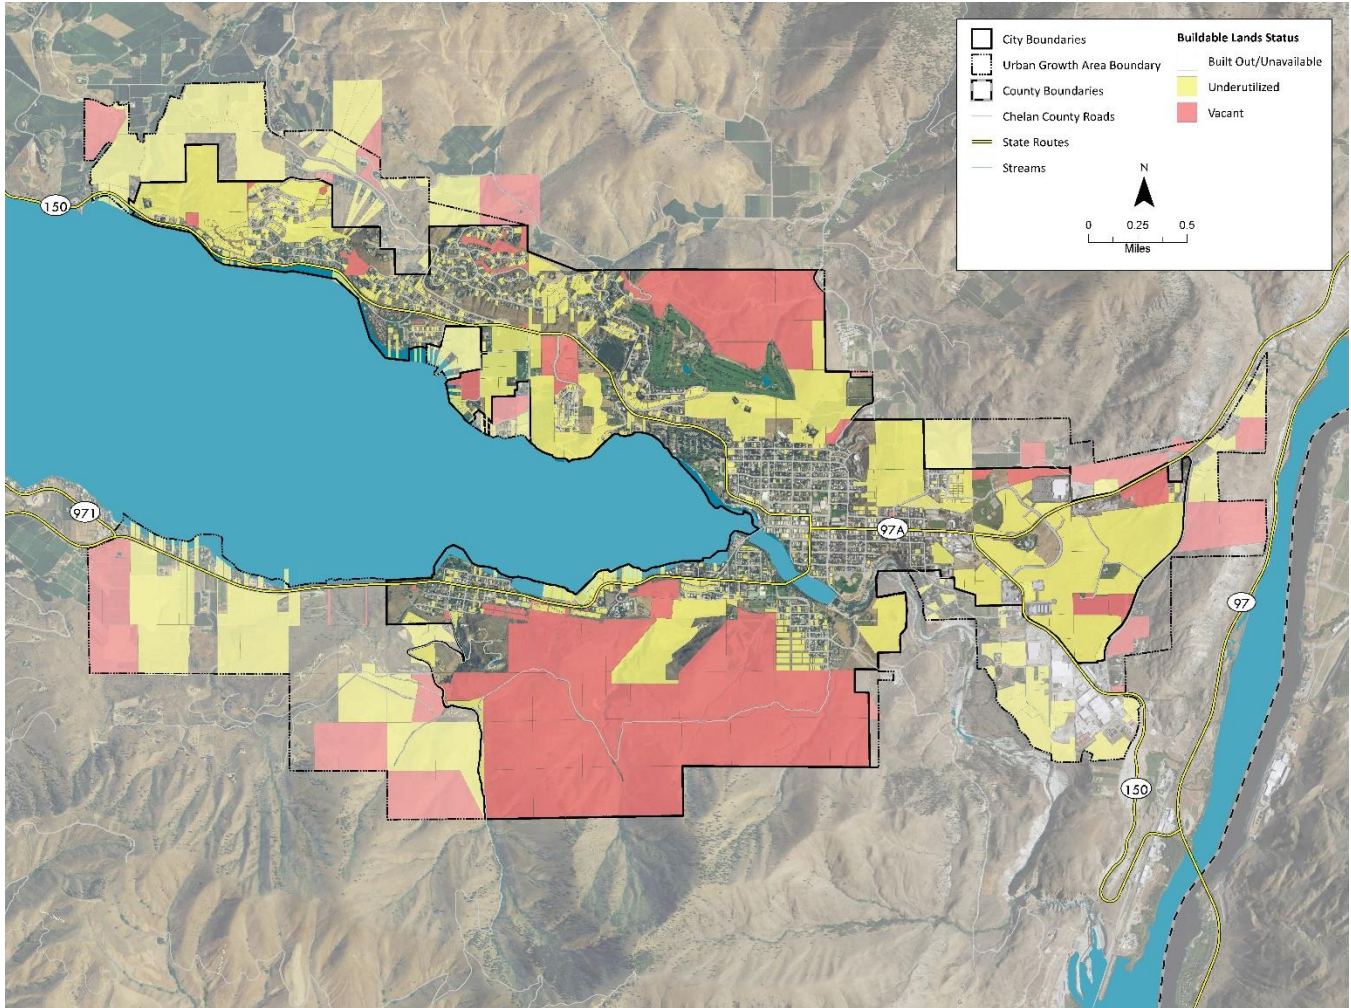 City Boundaries
Urban Growth Area Boundary
County Boundaries
Chelan County Roads
State Routes
Streams
Buildable Lands Status
Built Out/Unavailable
Underutilized
Vacant
N
0 0.25 0.5
Miles
150
971
97A
97
150